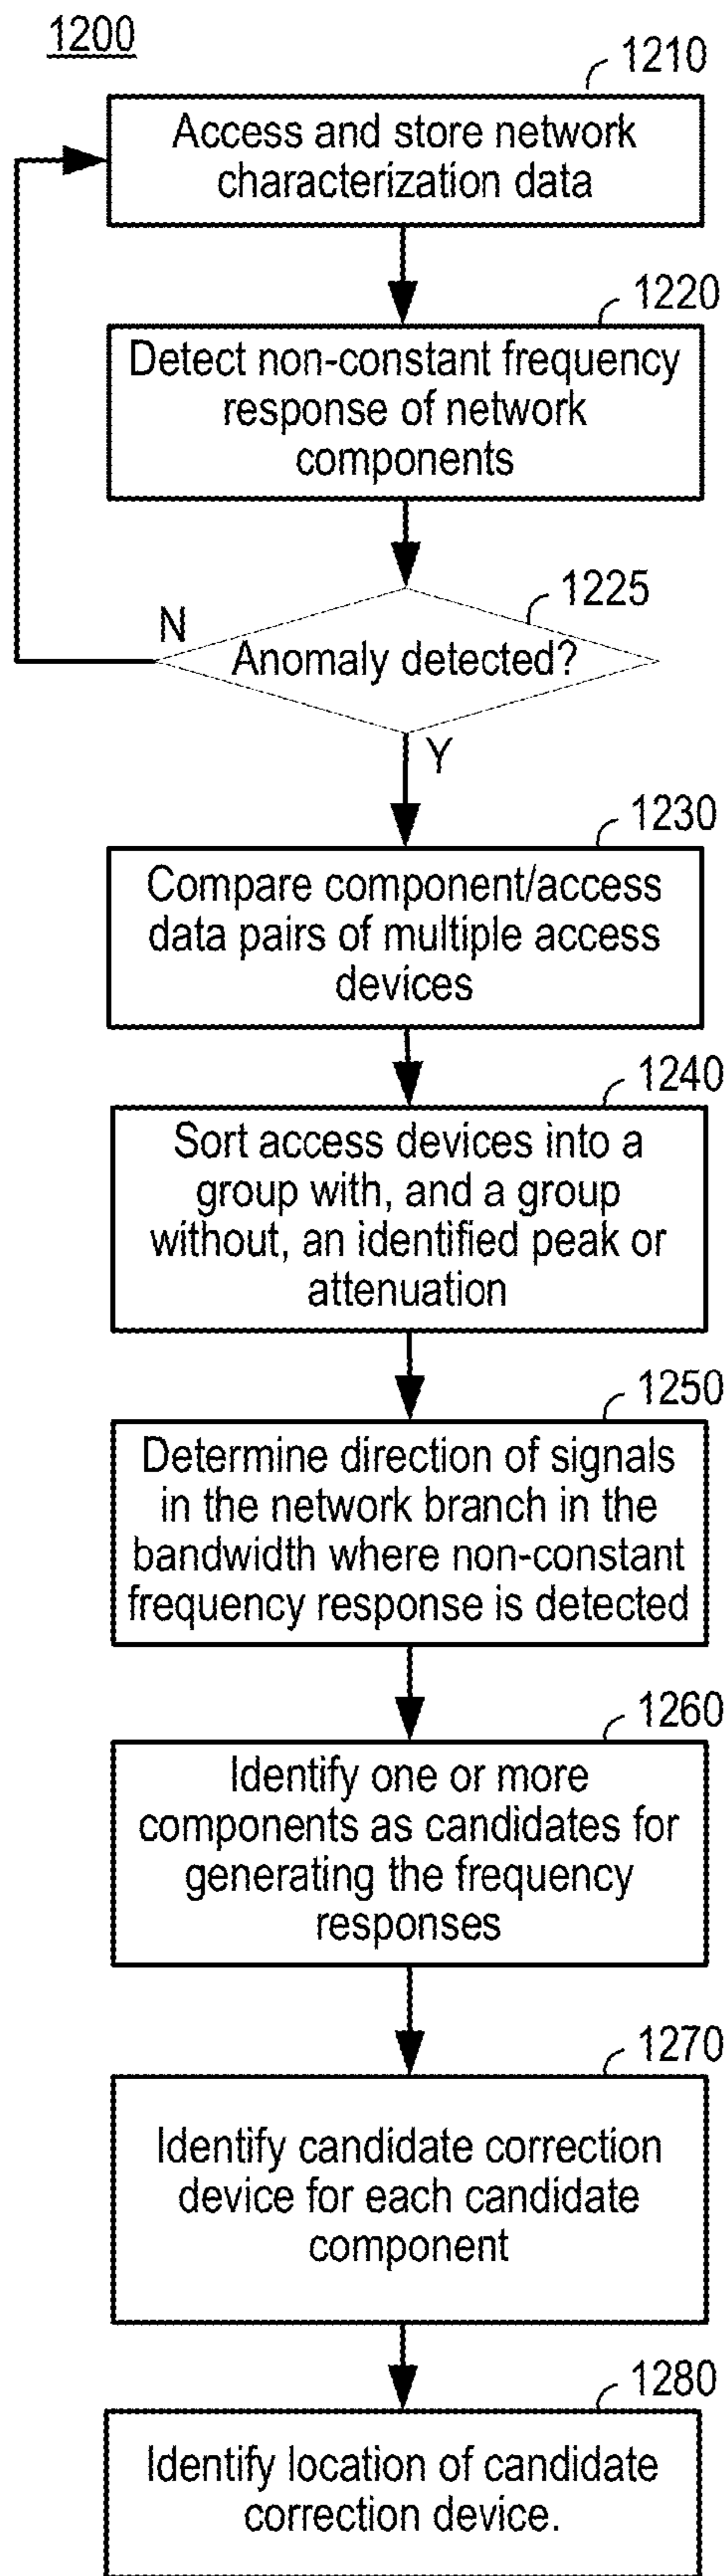 1200
1210
Access and store network
characterization data
1220
Detect non-constant frequency
response of network
components
1225
N
Anomaly detected?
Y
1230
Compare component/access
data pairs of multiple access
devices
1240
Sort access devices into a
group with, and a group
without, an identified peak or
attenuation
1250
Determine direction of signals
in the network branch in the
bandwidth where non-constant
frequency response is detected
1260
Identify one or more
components as candidates for
generating the frequency
responses
1270
Identify candidate correction
device for each candidate
component
1280
Identify location of candidate
correction device.